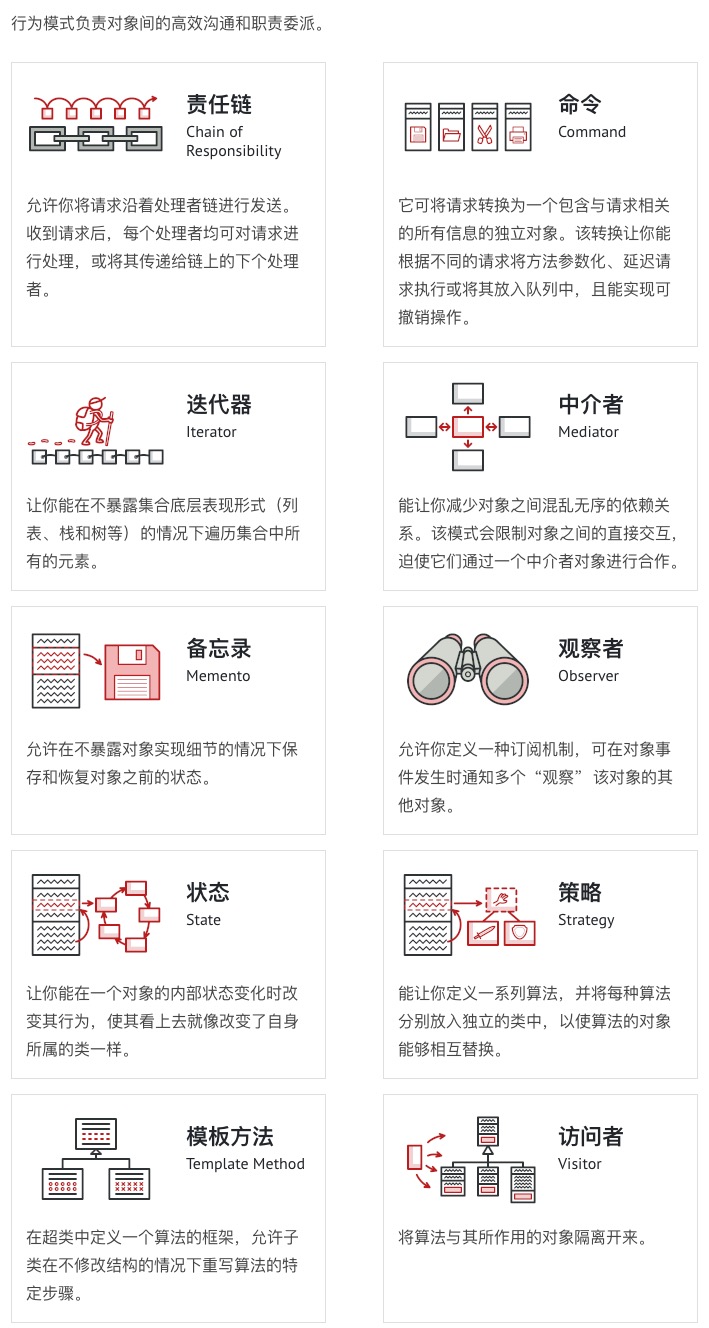 行为模式负责对象间的高效沟通和职责委派。
责任链
Chain of
Responsibility
允许你将请求沿着处理者链进行发送。
收到请求后，每个处理者均可对请求进
行处理，或将其传递给链上的下个处理
者。
命令
Command
它可将请求转换为一个包含与请求相关
的所有信息的独立对象。该转换让你能
根据不同的请求将方法参数化、延迟请
求执行或将其放入队列中，且能实现可
撤销操作。
迭代器
Iterator
让你能在不暴露集合底层表现形式（列
表、栈和树等）的情况下遍历集合中所
有的元素。
中介者
Mediator
能让你减少对象之间混乱无序的依赖关
系。该模式会限制对象之间的直接交互，
迫使它们通过一个中介者对象进行合作。
备忘录
Memento
允许在不暴露对象实现细节的情况下保
存和恢复对象之前的状态。
观察者
Observer
允许你定义一种订阅机制，可在对象事
件发生时通知多个“观察”该对象的其
他对象。
状态
State
让你能在一个对象的内部状态变化时改
变其行为，使其看上去就像改变了自身
所属的类一样。
策略
Strategy
能让你定义一系列算法，并将每种算法
分别放入独立的类中，以使算法的对象
能够相互替换。
模板方法
Template Method
在超类中定义一个算法的框架，允许子
类在不修改结构的情况下重写算法的特
定步骤。
访问者
Visitor
将算法与其所作用的对象隔离开来。